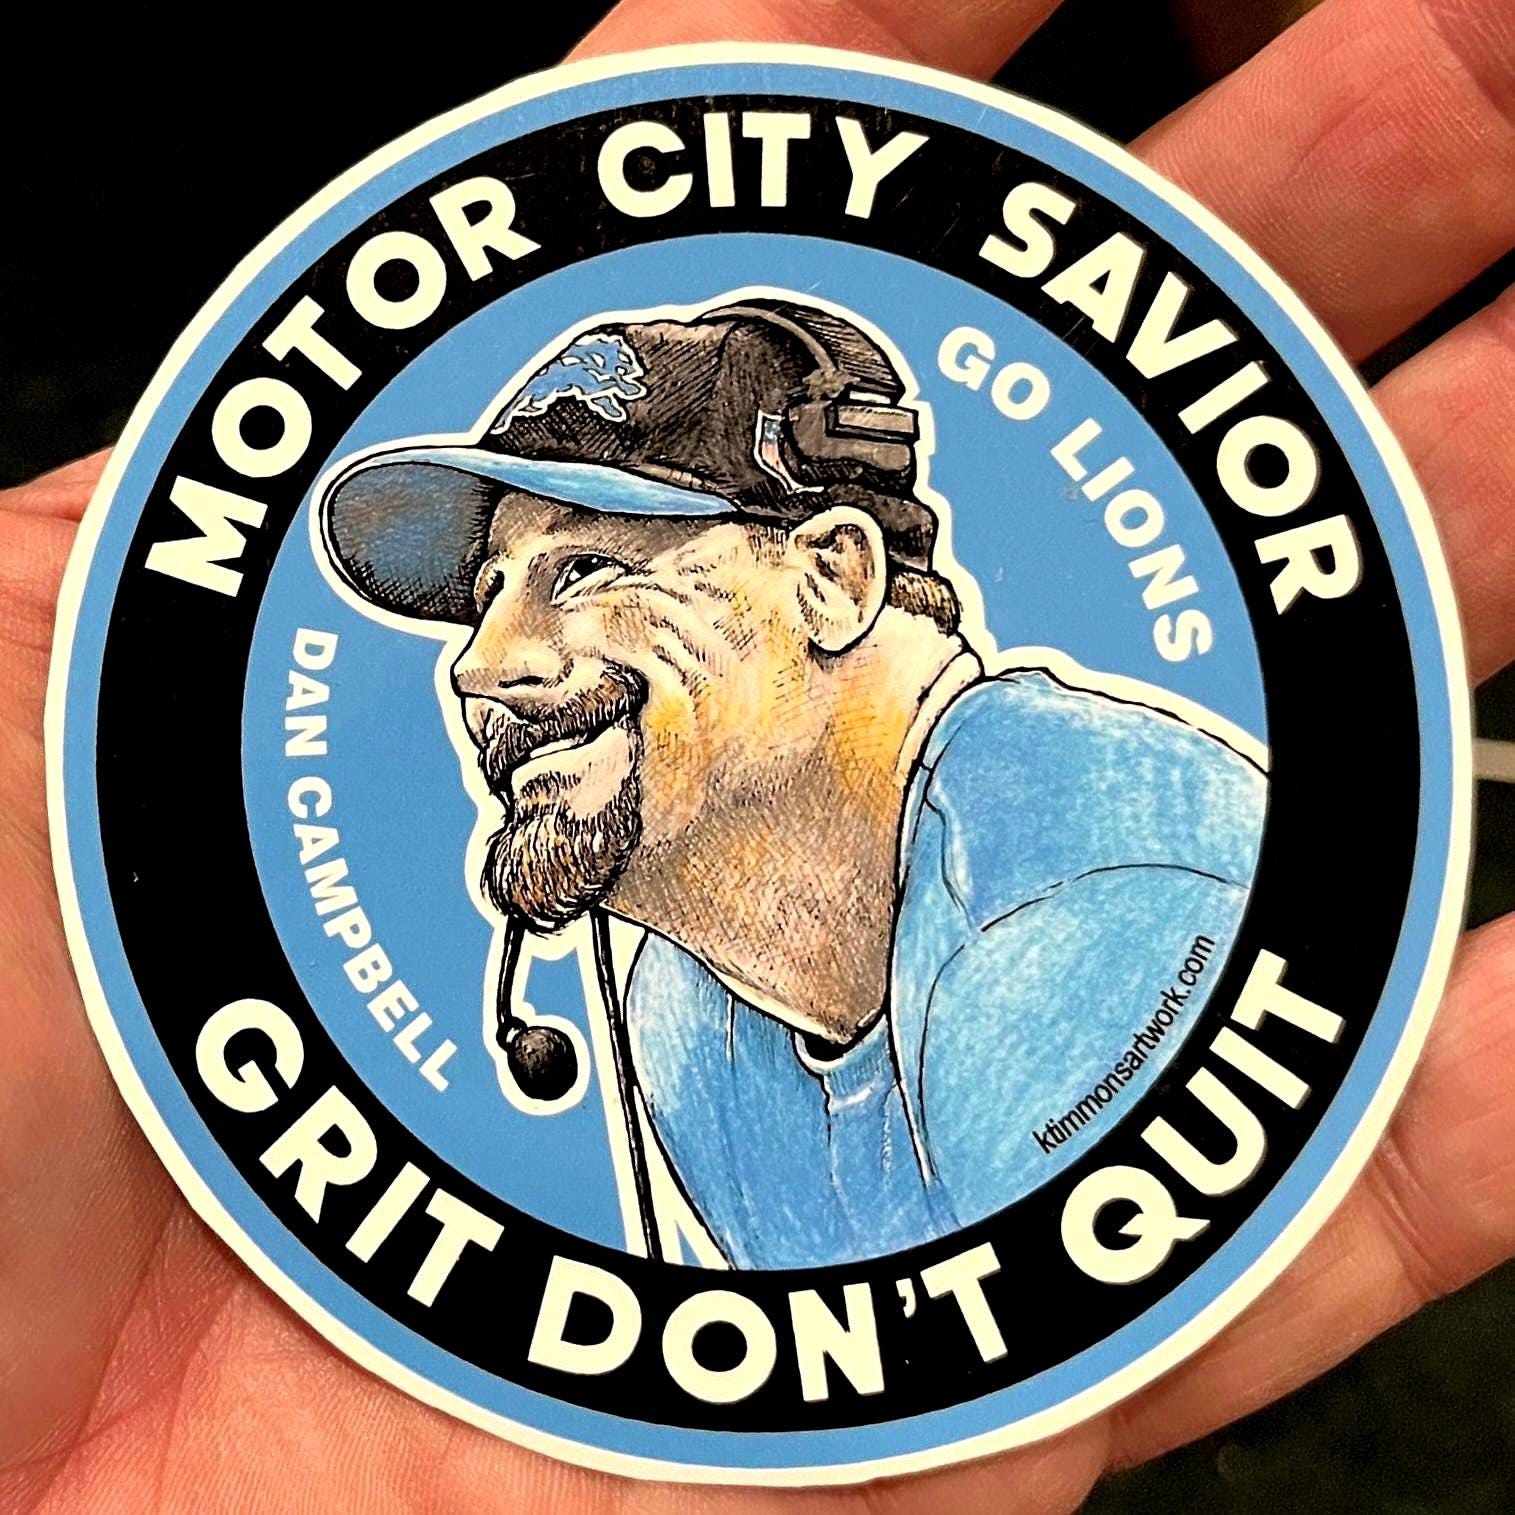 MOTOR CITY SAVIOR
GO LIONS
DAN CAMPBELL
ktimmonsartwork.com
GRIT DON'T QUIT